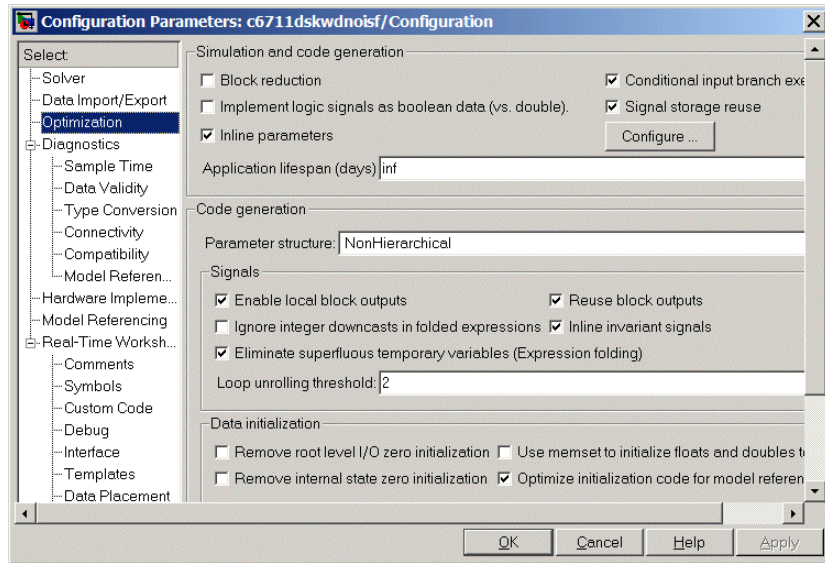 Configuration Parameters: c6711dskwdnoisf/Configuration
Select:
Solver
Data Import/Export
Optimization
Diagnostics
Sample Time
Data Validity
Type Conversion
Connectivity
Compatibility
Model Referen...
Hardware Impleme...
Model Referencing
Real-Time Worksh...
Comments
Symbols
Custom Code
Debug
Interface
Templates
Data Placement
Simulation and code generation
Block reduction
Conditional input branch exe
Implement logic signals as boolean data (vs. double).
Signal storage reuse
Inline parameters
Configure ...
Application lifespan (days) inf
Code generation
Parameter structure: NonHierarchical
Signals
Enable local block outputs
Reuse block outputs
Ignore integer downcasts in folded expressions
Inline invariant signals
Eliminate superfluous temporary variables (Expression folding)
Loop unrolling threshold: 2
Data initialization
Remove root level I/O zero initialization
Use memset to initialize floats and doubles to
Remove internal state zero initialization
Optimize initialization code for model referen
OK
Cancel
Help
Apply